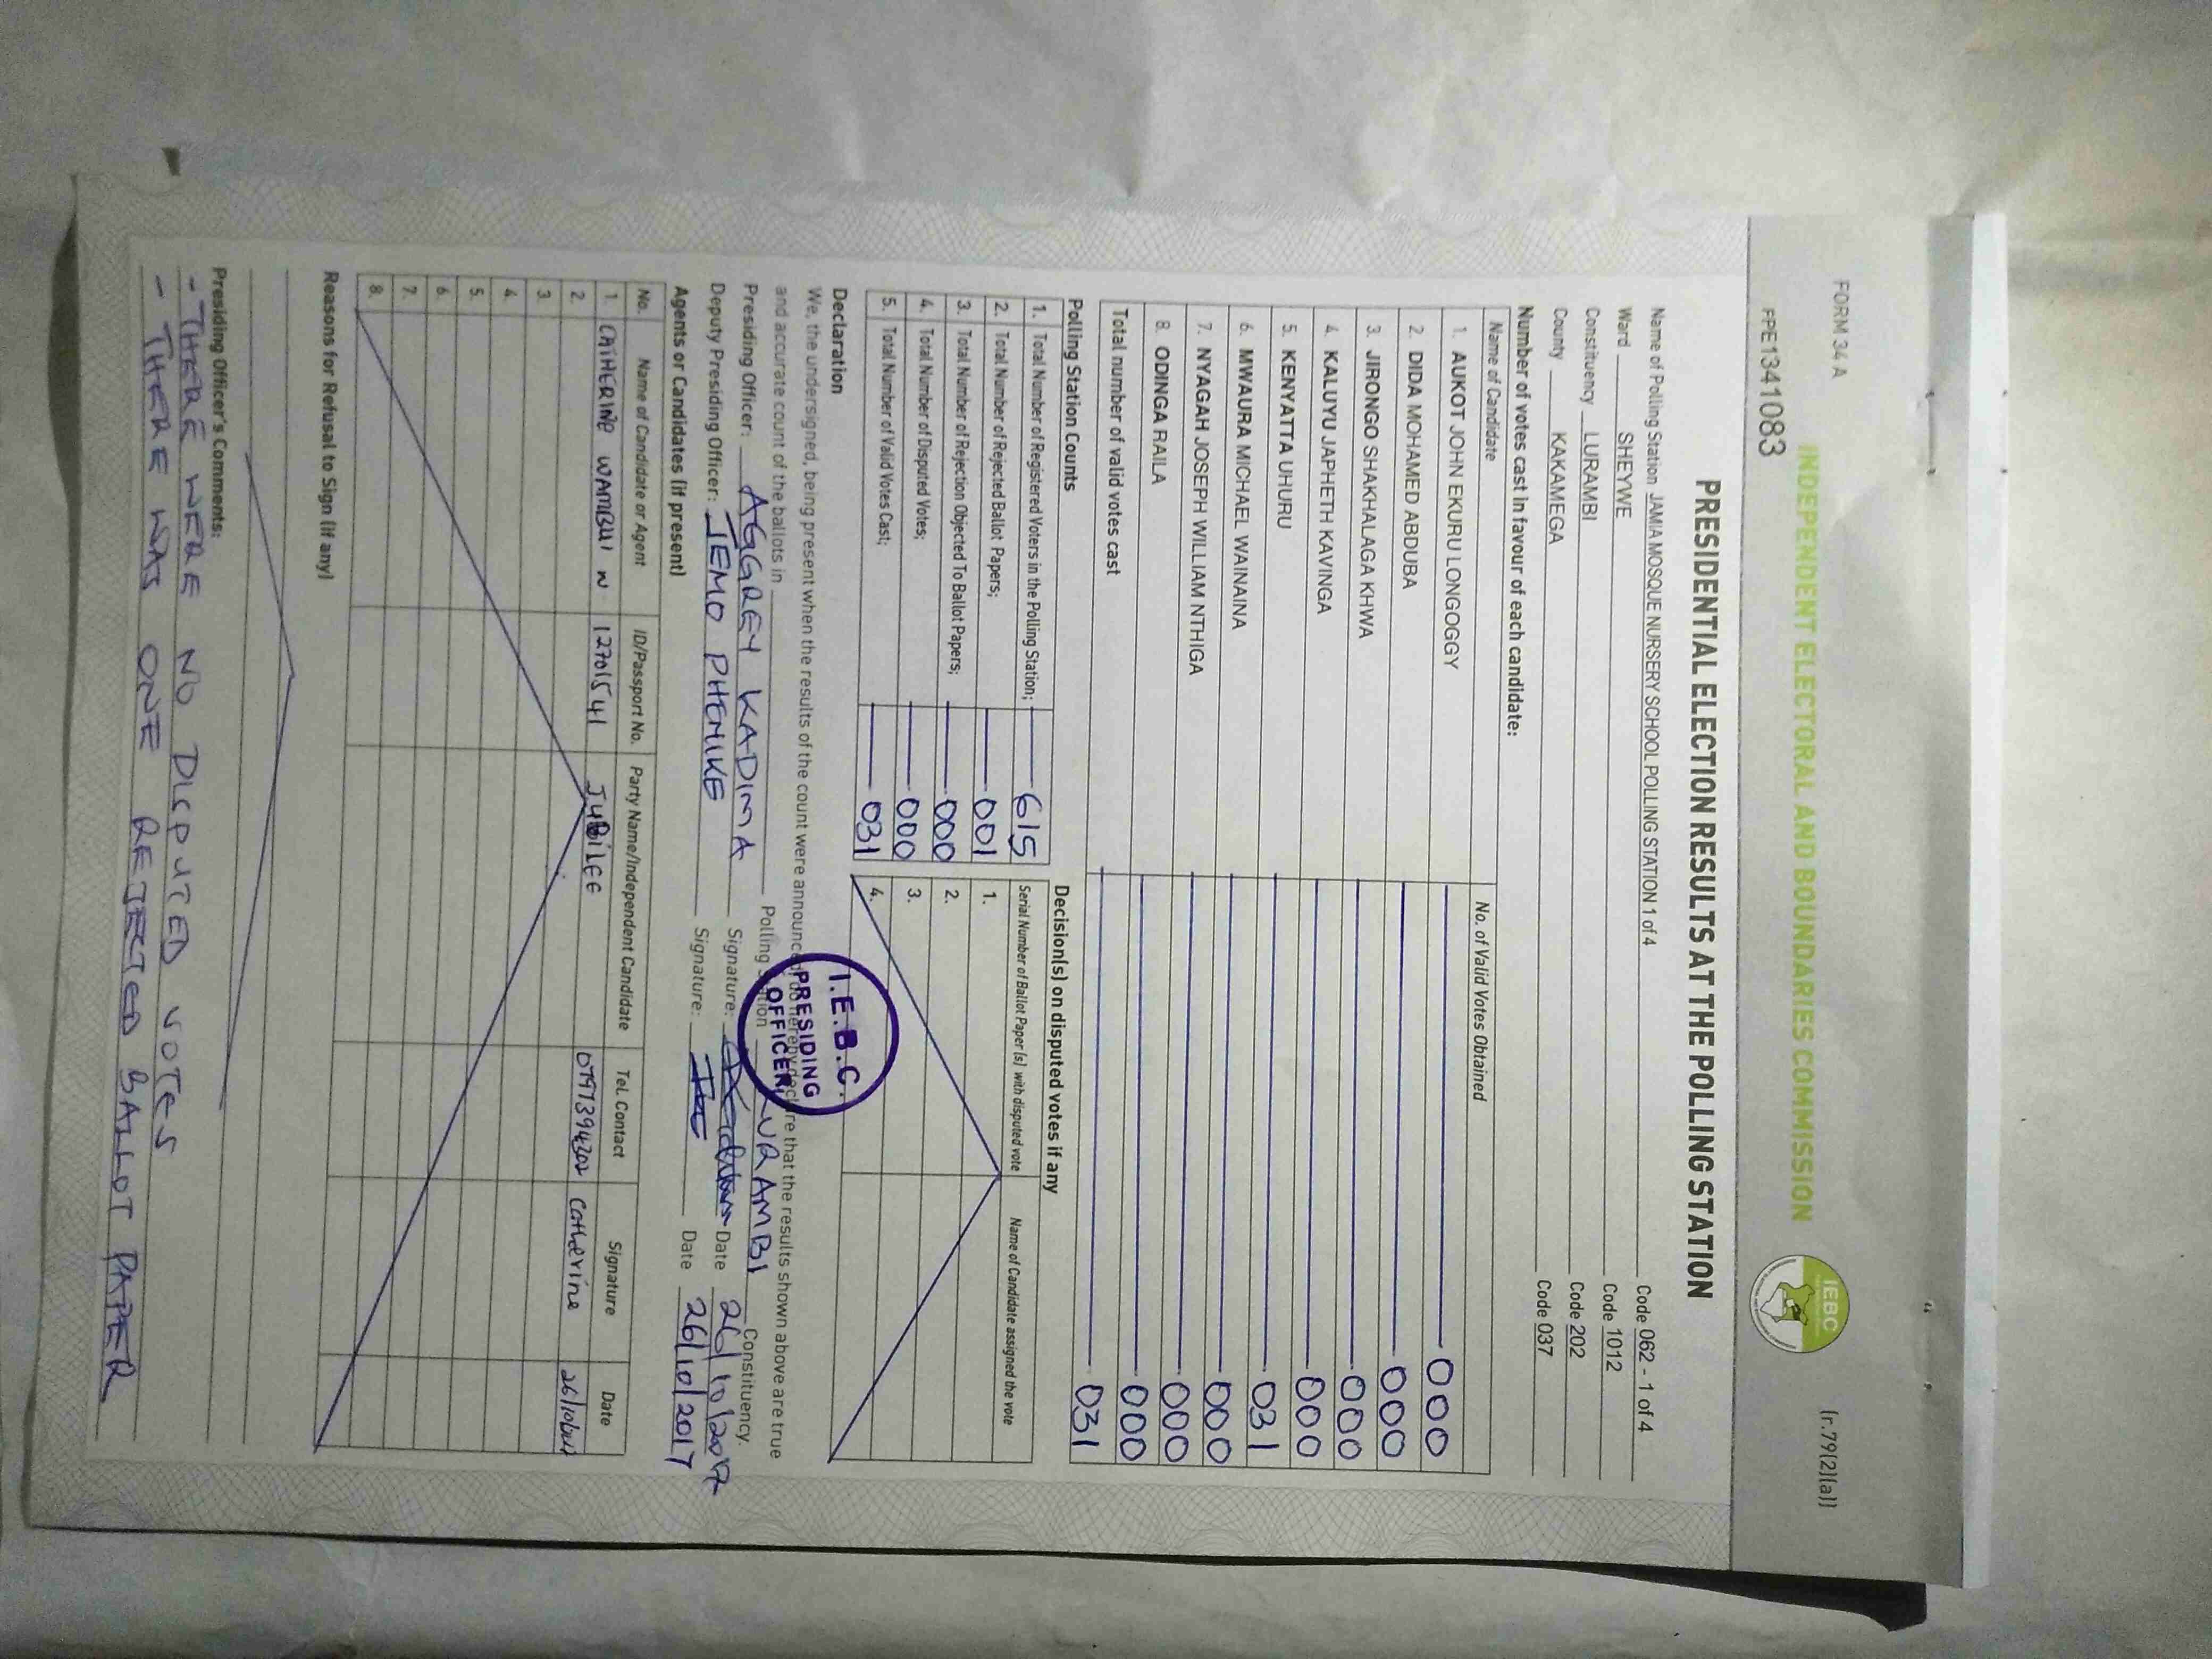 FORM 34 A
(r.79(2)(a))
INDEPENDENT ELECTORAL AND BOUNDARIES COMMISSION
IEBC
FPE1341083
PRESIDENTIAL ELECTION RESULTS AT THE POLLING STATION
Name of Polling Station JAMIA MOSQUE NURSERY SCHOOL POLLING STATION 1 of 4 Code 062 - 1 of 4
Ward SHEYWE Code 1012
Constituency LURAMBI Code 202
County KAKAMEGA Code 037
Number of votes cast in favour of each candidate:
Name of Candidate No. of Valid Votes Obtained
1. AUKOT JOHN EKURU LONGOGGY 000
2. DIDA MOHAMED ABDUBA 000
3. JIRONGO SHAKHALAGA KHWA 000
4. KALUYU JAPHETH KAVINGA 000
5. KENYATTA UHURU 031
6. MWAURA MICHAEL WAINAINA 000
7. NYAGAH JOSEPH WILLIAM NTHIGA 000
8. ODINGA RAILA 000
Total number of valid votes cast 031
Polling Station Counts
1. Total Number of Registered Voters in the Polling Station; 615
2. Total Number of Rejected Ballot Papers; 001
3. Total Number of Rejection Objected To Ballot Papers; 000
4. Total Number of Disputed Votes; 000
5. Total Number of Valid Votes Cast; 031
Decision(s) on disputed votes if any
Serial Number of Ballot Paper (s) with disputed vote Name of Candidate assigned the vote
1.
2.
3.
4.
Declaration
We, the undersigned, being present when the results of the count were announced, do hereby declare that the results shown above are true
and accurate count of the ballots in Polling Station LURAMBI Constituency.
I.E.B.C.
PRESIDING
OFFICER
Presiding Officer: AGGREY KADIMA Signature: Date 26/10/2017
Deputy Presiding Officer: JEMO PHENIKE Signature: Date 26/10/2017
Agents or Candidates (if present)
No. Name of Candidate or Agent ID/Passport No. Party Name/Independent Candidate Tel. Contact Signature Date
1. CATHERINE WAMBUI N 12701541 JUBILEE 0797394202 Catherine 26/10/2017
2.
3.
4.
5.
6.
7.
8.
Reasons for Refusal to Sign (if any)
Presiding Officer's Comments:
- THERE WERE NO DICPUTED VOTES
- THERE WAS ONE REJECTED BALLOT PAPER